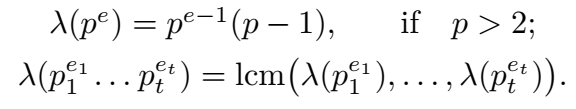 λ(p^e) = p^{e−1}(p − 1), if p > 2;
λ(p_1^{e_1} … p_t^{e_t}) = lcm(λ(p_1^{e_1}), …, λ(p_t^{e_t})).